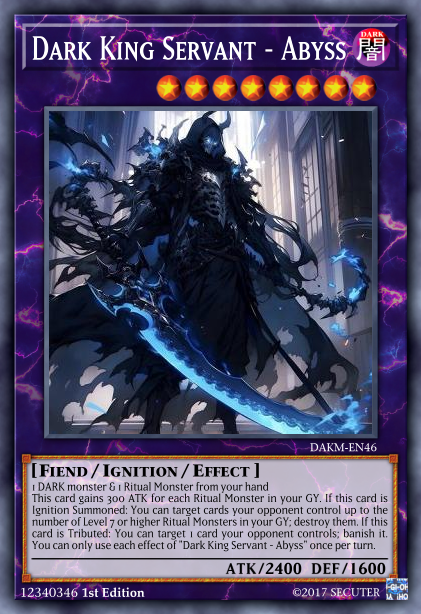 Dark King Servant - Abyss
DARK
闇
DAKM-EN46
[ Fiend / Ignition / Effect ]
1 DARK monster & 1 Ritual Monster from your hand
This card gains 300 ATK for each Ritual Monster in your GY. If this card is
Ignition Summoned: You can target cards your opponent control up to the
number of Level 7 or higher Ritual Monsters in your GY; destroy them. If this
card is Tributed: You can target 1 card your opponent controls; banish it.
You can only use each effect of "Dark King Servant - Abyss" once per turn.
ATK/2400 DEF/1600
12340346 1st Edition
©2017 SECUTER